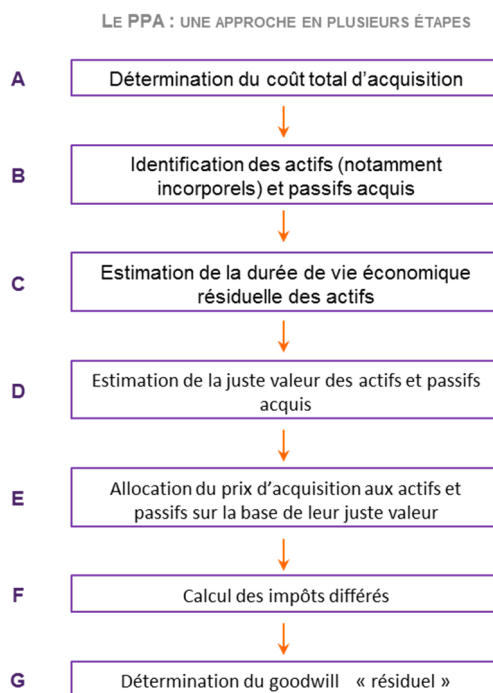 LE PPA : UNE APPROCHE EN PLUSIEURS ÉTAPES
A
Détermination du coût total d'acquisition
B
Identification des actifs (notamment
incorporels) et passifs acquis
C
Estimation de la durée de vie économique
résiduelle des actifs
D
Estimation de la juste valeur des actifs et passifs
acquis
E
Allocation du prix d'acquisition aux actifs et
passifs sur la base de leur juste valeur
F
Calcul des impôts différés
G
Détermination du goodwill « résiduel »